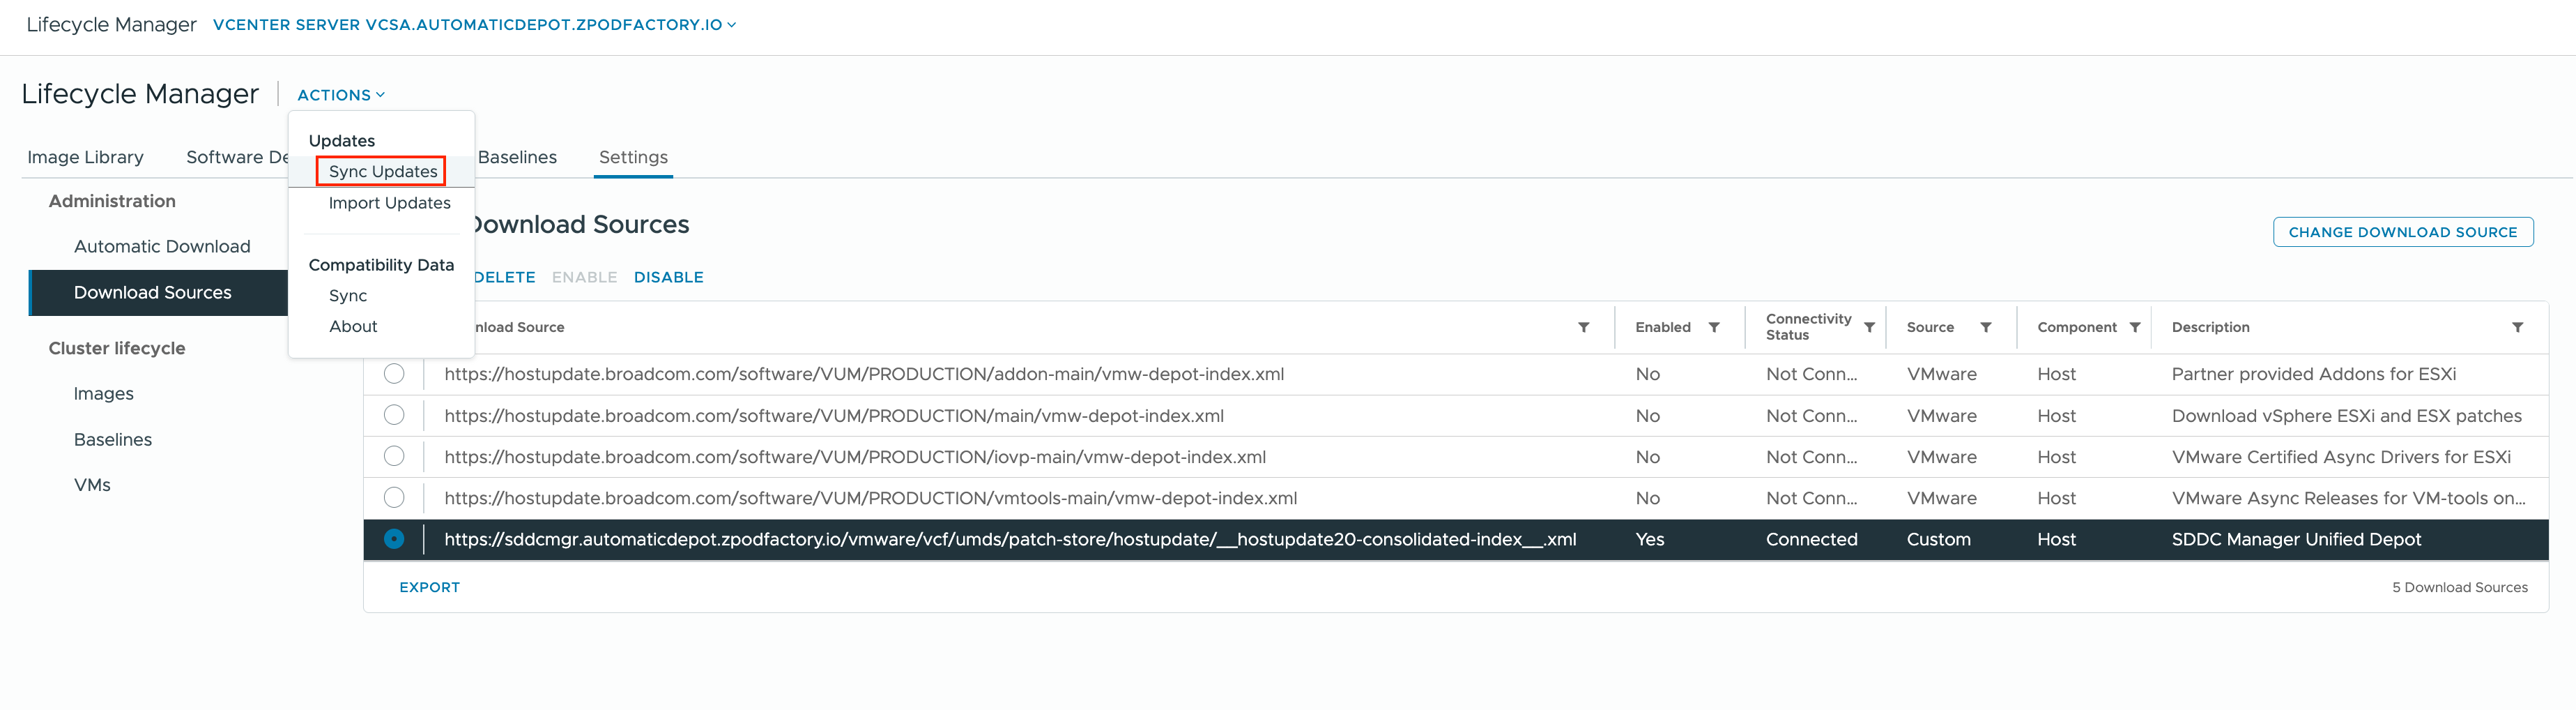 Lifecycle Manager VCENTER SERVER VCSA.AUTOMATICDEPOT.ZPODFACTORY.IO
Lifecycle Manager ACTIONS
Updates
Sync Updates
Import Updates
Compatibility Data
Sync
About
Image Library Software De Baselines Settings
Administration
Automatic Download
Download Sources
Cluster lifecycle
Images
Baselines
VMs
Download Sources
CHANGE DOWNLOAD SOURCE
DELETE ENABLE DISABLE
nload Source Enabled Connectivity Status Source Component Description
https://hostupdate.broadcom.com/software/VUM/PRODUCTION/addon-main/vmw-depot-index.xml No Not Conn... VMware Host Partner provided Addons for ESXi
https://hostupdate.broadcom.com/software/VUM/PRODUCTION/main/vmw-depot-index.xml No Not Conn... VMware Host Download vSphere ESXi and ESX patches
https://hostupdate.broadcom.com/software/VUM/PRODUCTION/iovp-main/vmw-depot-index.xml No Not Conn... VMware Host VMware Certified Async Drivers for ESXi
https://hostupdate.broadcom.com/software/VUM/PRODUCTION/vmtools-main/vmw-depot-index.xml No Not Conn... VMware Host VMware Async Releases for VM-tools on...
https://sddcmgr.automaticdepot.zpodfactory.io/vmware/vcf/umds/patch-store/hostupdate/__hostupdate20-consolidated-index__.xml Yes Connected Custom Host SDDC Manager Unified Depot
EXPORT 5 Download Sources